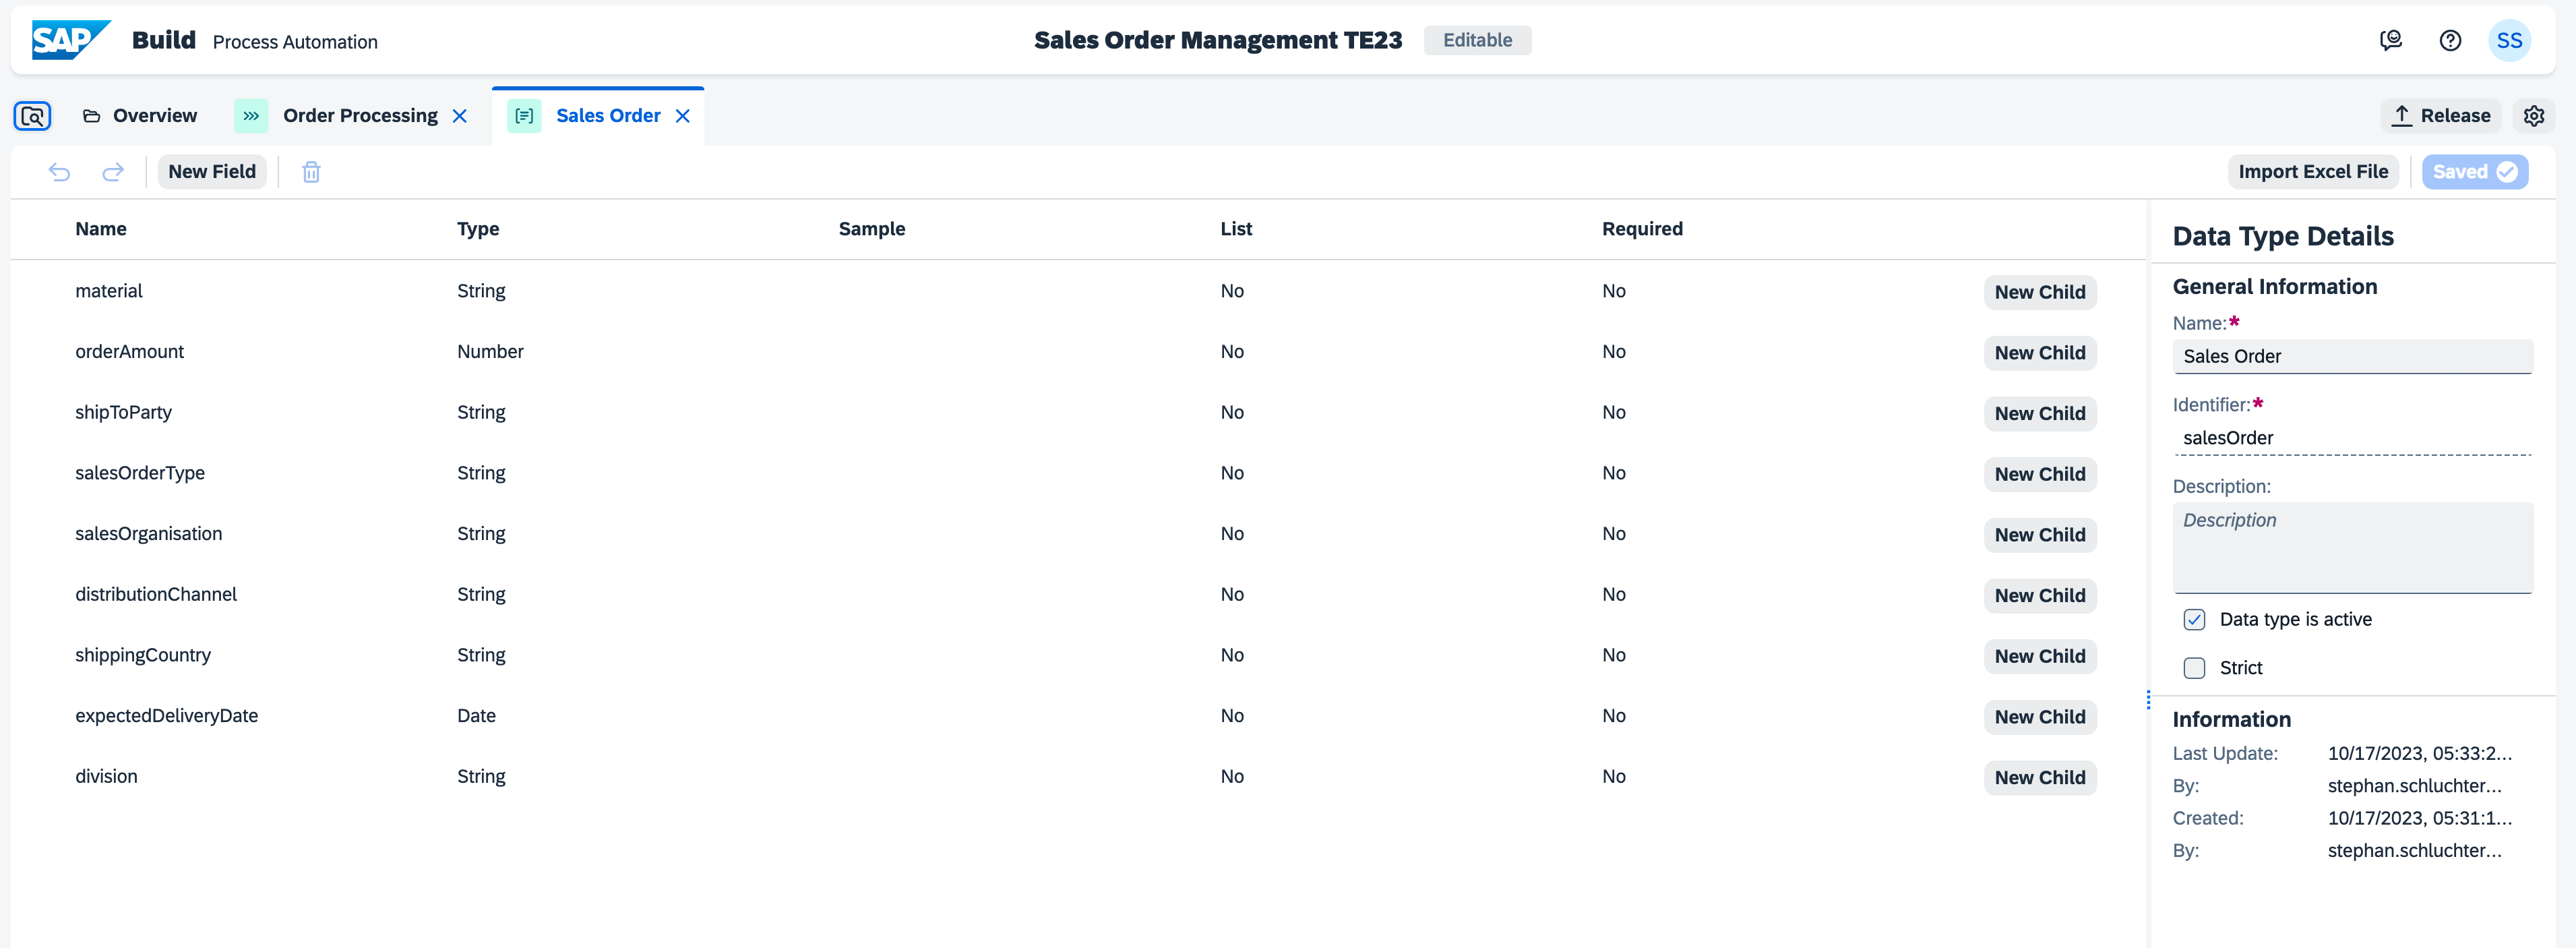 SAP Build Process Automation Sales Order Management TE23 Editable SS
Overview Order Processing Sales Order Release
New Field Import Excel File Saved
Name Type Sample List Required
material String No No New Child
orderAmount Number No No New Child
shipToParty String No No New Child
salesOrderType String No No New Child
salesOrganisation String No No New Child
distributionChannel String No No New Child
shippingCountry String No No New Child
expectedDeliveryDate Date No No New Child
division String No No New Child
Data Type Details
General Information
Name:*
Sales Order
Identifier:*
salesOrder
Description:
Description
Data type is active
Strict
Information
Last Update: 10/17/2023, 05:33:2...
By: stephan.schluchter...
Created: 10/17/2023, 05:31:1...
By: stephan.schluchter...